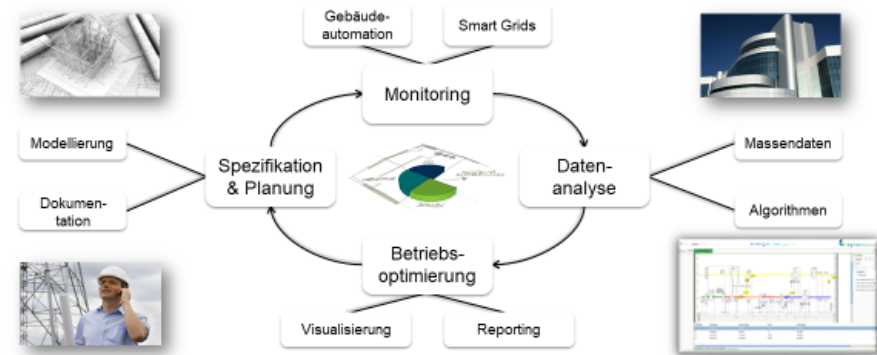 Gebäude-
automation
Smart Grids
Monitoring
Modellierung
Dokumen-
tation
Spezifikation
& Planung
Daten-
analyse
Massendaten
Algorithmen
Betriebs-
optimierung
Visualisierung
Reporting